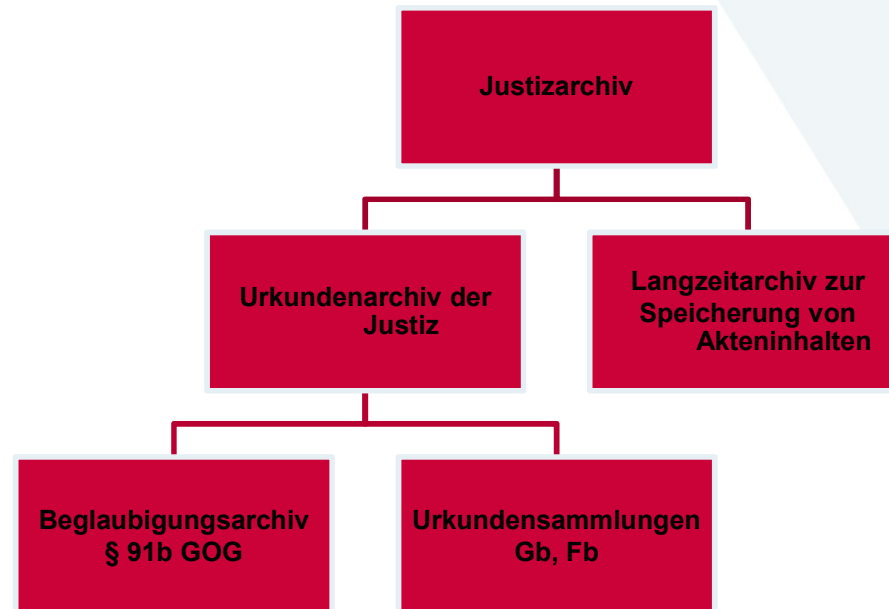 Justizarchiv
Urkundenarchiv der
Justiz
Langzeitarchiv zur
Speicherung von
Akteninhalten
Beglaubigungsarchiv
§ 91b GOG
Urkundensammlungen
Gb, Fb